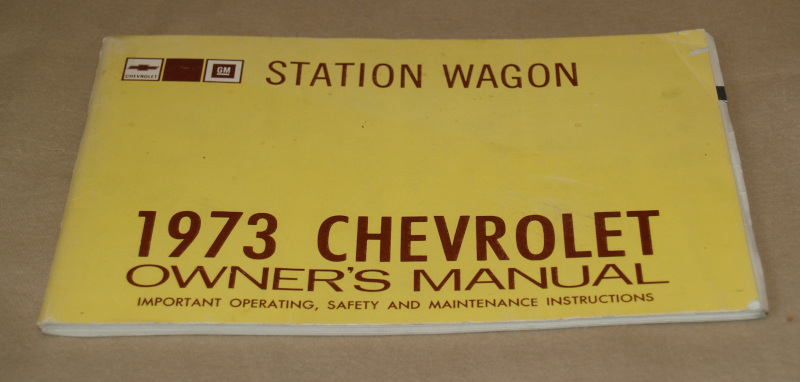 CHEVROLET
GM
STATION WAGON
1973 CHEVROLET
OWNER'S MANUAL
IMPORTANT OPERATING, SAFETY AND MAINTENANCE INSTRUCTIONS